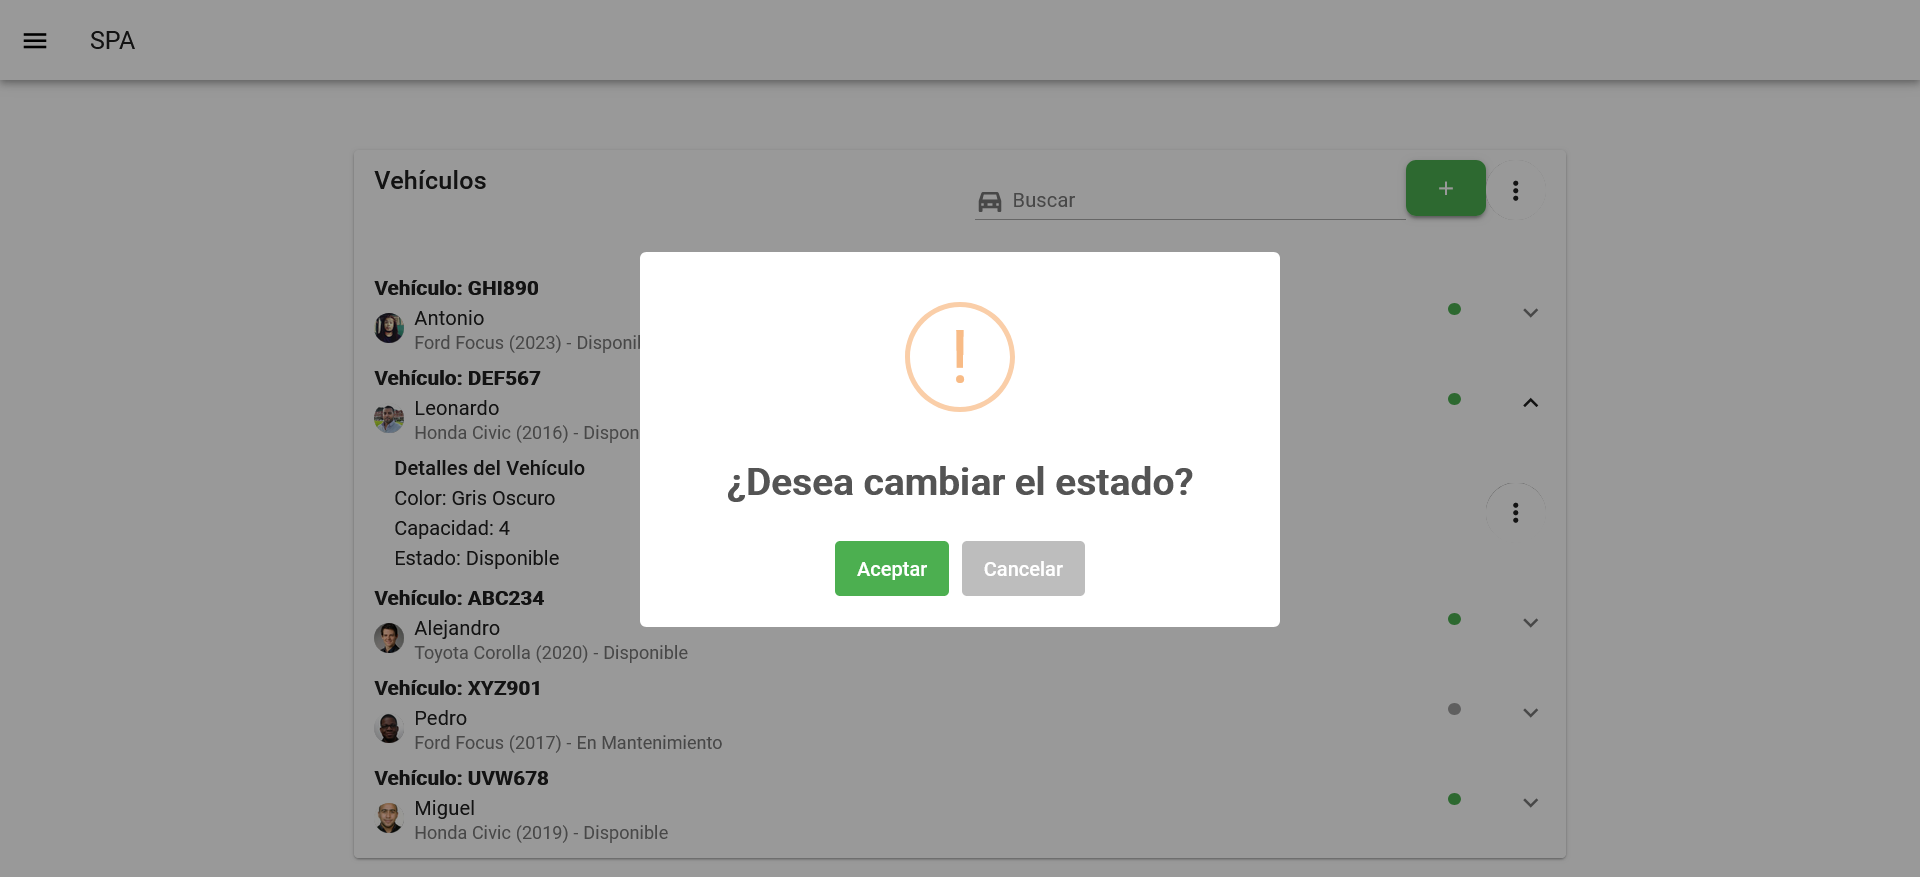 SPA
Vehículos
Buscar
+
Vehículo: GHI890
Antonio
Ford Focus (2023) -
Vehículo: DEF567
Leonardo
Honda Civic (2016) -
Detalles del Vehículo
Color: Gris Oscuro
Capacidad: 4
Estado: Disponible
!
¿Desea cambiar el estado?
Aceptar
Cancelar
Vehículo: ABC234
Alejandro
Toyota Corolla (2020) - Disponible
Vehículo: XYZ901
Pedro
Ford Focus (2017) - En Mantenimiento
Vehículo: UVW678
Miguel
Honda Civic (2019) - Disponible